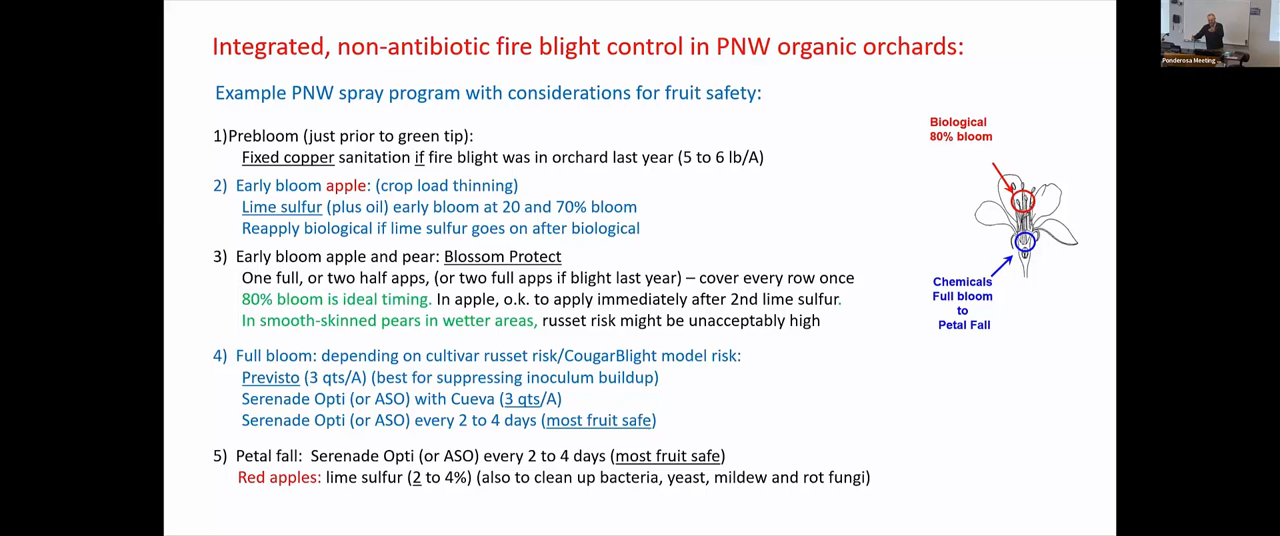 Integrated, non-antibiotic fire blight control in PNW organic orchards:
Example PNW spray program with considerations for fruit safety:
1)Prebloom (just prior to green tip):
Fixed copper sanitation if fire blight was in orchard last year (5 to 6 lb/A)
2) Early bloom apple: (crop load thinning)
Lime sulfur (plus oil) early bloom at 20 and 70% bloom
Reapply biological if lime sulfur goes on after biological
3) Early bloom apple and pear: Blossom Protect
One full, or two half apps, (or two full apps if blight last year) – cover every row once
80% bloom is ideal timing. In apple, o.k. to apply immediately after 2nd lime sulfur.
In smooth-skinned pears in wetter areas, russet risk might be unacceptably high
4) Full bloom: depending on cultivar russet risk/CougarBlight model risk:
Previsto (3 qts/A) (best for suppressing inoculum buildup)
Serenade Opti (or ASO) with Cueva (3 qts/A)
Serenade Opti (or ASO) every 2 to 4 days (most fruit safe)
5) Petal fall: Serenade Opti (or ASO) every 2 to 4 days (most fruit safe)
Red apples: lime sulfur (2 to 4%) (also to clean up bacteria, yeast, mildew and rot fungi)
Biological
80% bloom
Chemicals
Full bloom
to
Petal Fall
Ponderosa Meeting ...